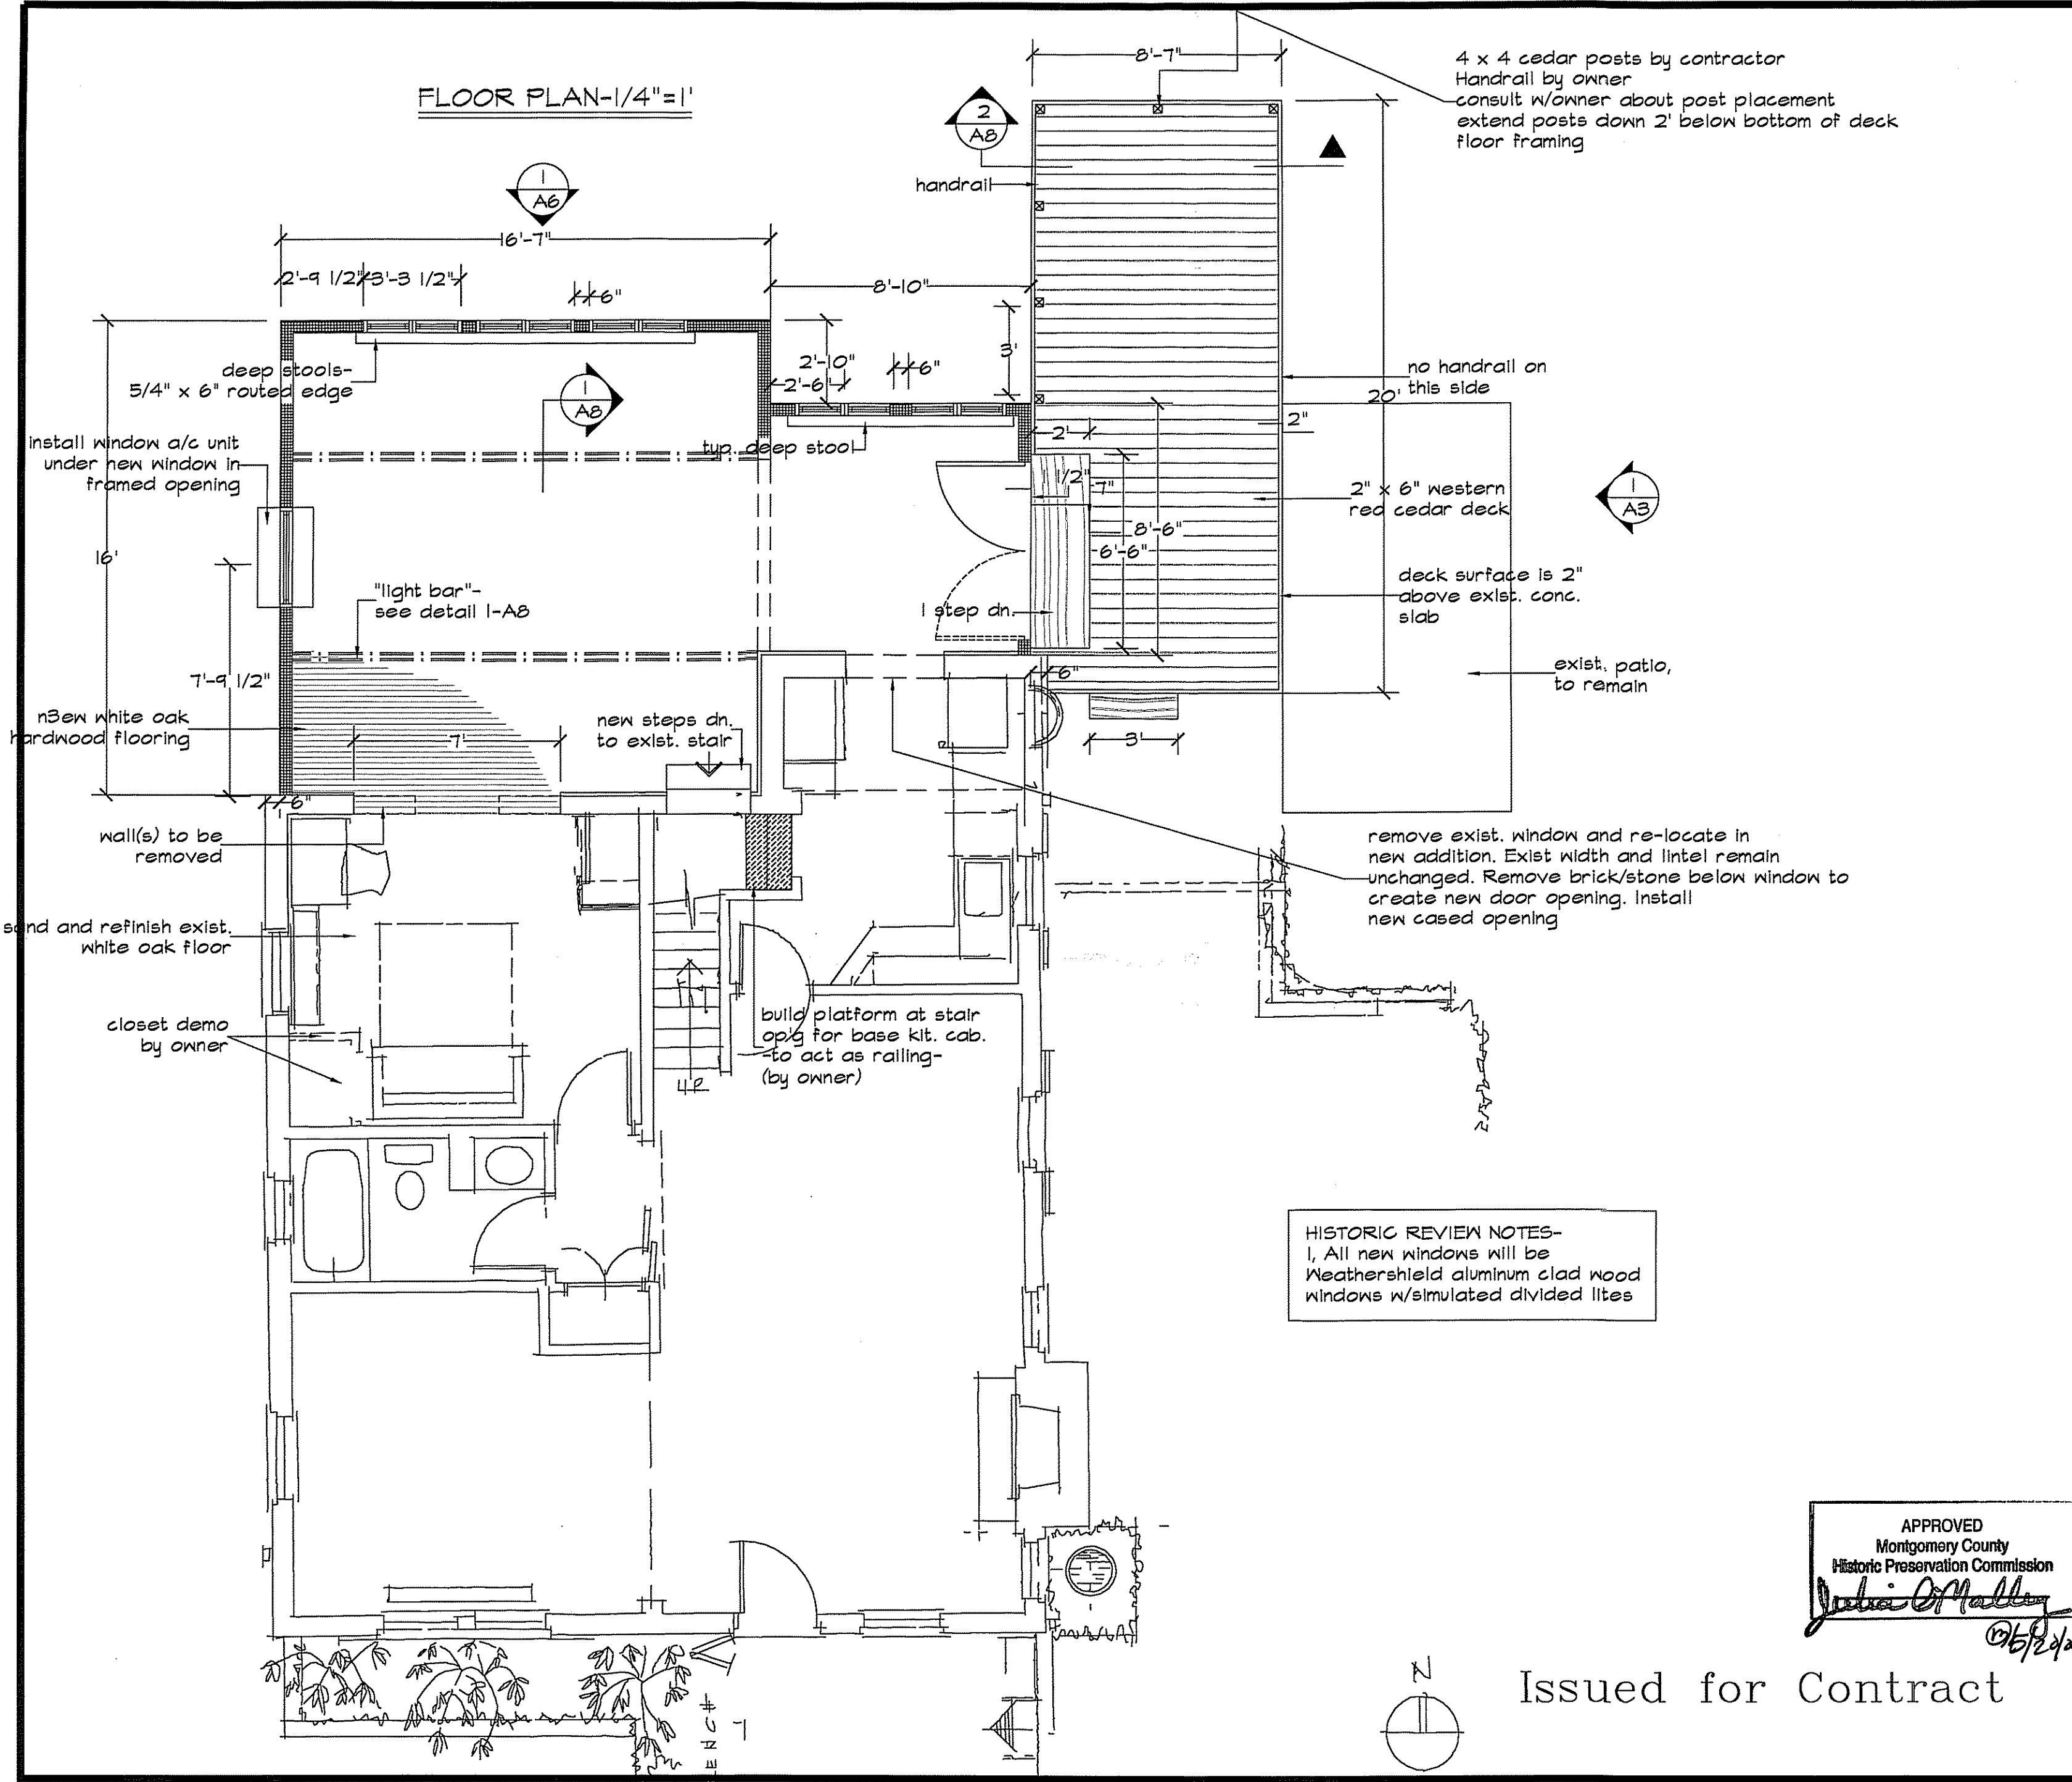 FLOOR PLAN-1/4"=1'
8'-7"
4 x 4 cedar posts by contractor
Handrail by owner
consult w/owner about post placement
extend posts down 2' below bottom of deck
floor framing
2
A8
handrail
1
A6
16'-7"
2'-9 1/2"
3'-3 1/2"
6"
8'-10"
2'-10"
2'-6"
6"
3'
deep stools-
5/4" x 6" routed edge
1
A8
no handrail on
this side
20'
2"
2'
install window a/c unit
under new window in
framed opening
typ. deep stool
1/2"
7"
2" x 6" western
red cedar deck
1
A3
8'-6"
6'-6"
16'
"light bar"-
see detail 1-A8
1 step dn.
deck surface is 2"
above exist. conc.
slab
7'-9 1/2"
6"
exist. patio,
to remain
n3ew white oak
hardwood flooring
7'
new steps dn.
to exist. stair
3'
6"
wall(s) to be
removed
remove exist. window and re-locate in
new addition. Exist width and lintel remain
unchanged. Remove brick/stone below window to
create new door opening. Install
new cased opening
sand and refinish exist.
white oak floor
closet demo
by owner
build platform at stair
op'g for base kit. cab.
-to act as railing-
(by owner)
HISTORIC REVIEW NOTES-
1, All new windows will be
Weathershield aluminum clad wood
windows w/simulated divided lites
APPROVED
Montgomery County
Historic Preservation Commission
Julia O'Malley
N
Issued for Contract